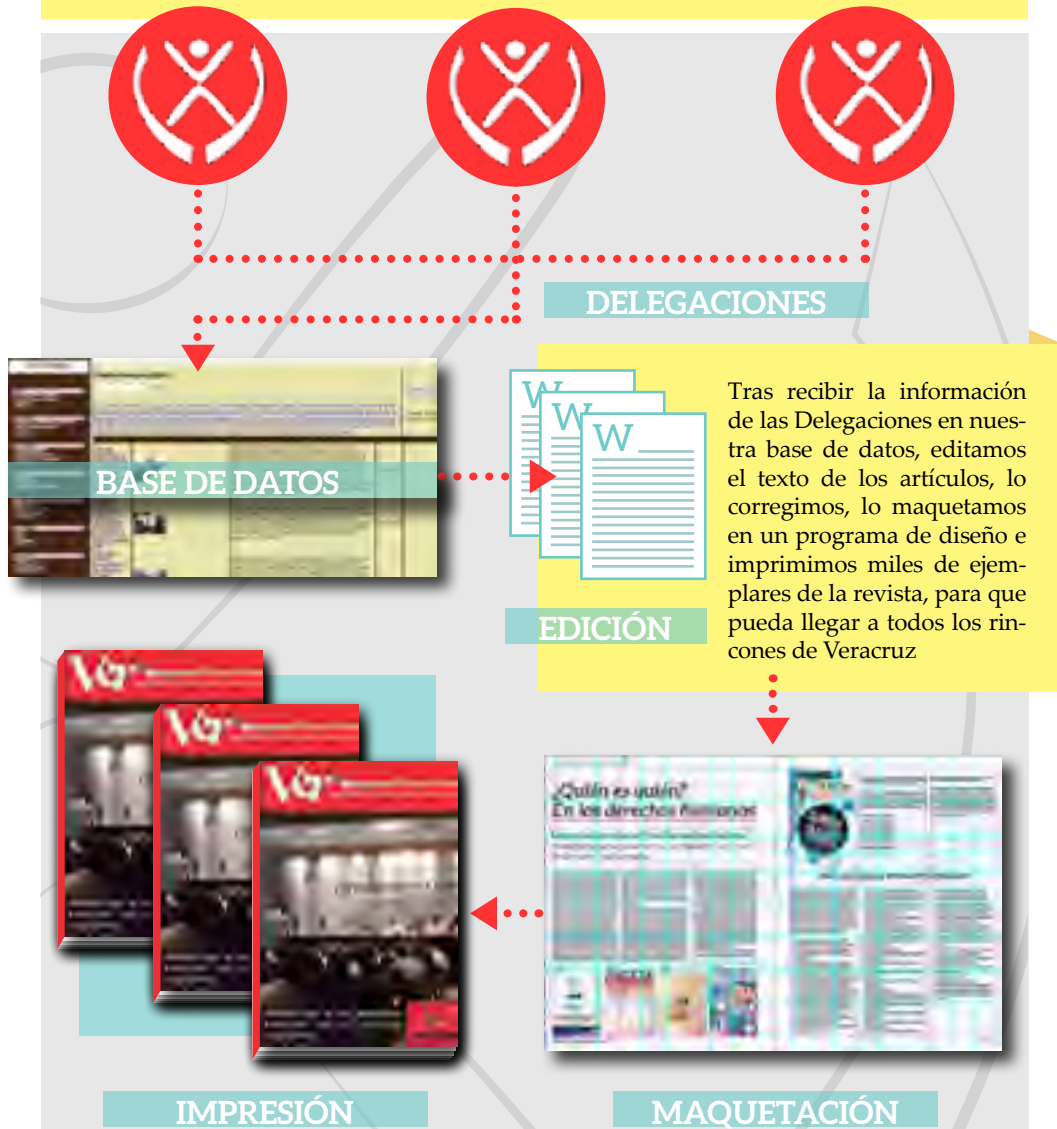 DELEGACIONES
BASE DE DATOS
W
W
W
EDICIÓN
Tras recibir la información
de las Delegaciones en nues-
tra base de datos, editamos
el texto de los artículos, lo
corregimos, lo maquetamos
en un programa de diseño e
imprimimos miles de ejem-
plares de la revista, para que
pueda llegar a todos los rin-
cones de Veracruz
¿Quién es quién?
En los derechos humanos
IMPRESIÓN
MAQUETACIÓN